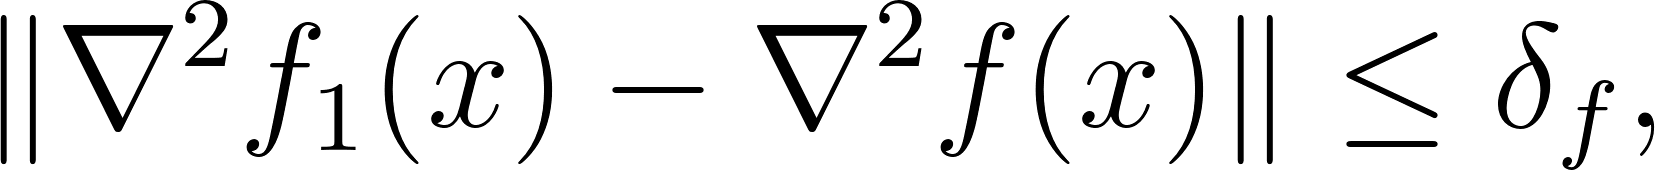 ‖∇²f₁(x) − ∇²f(x)‖ ≤ δ_f,